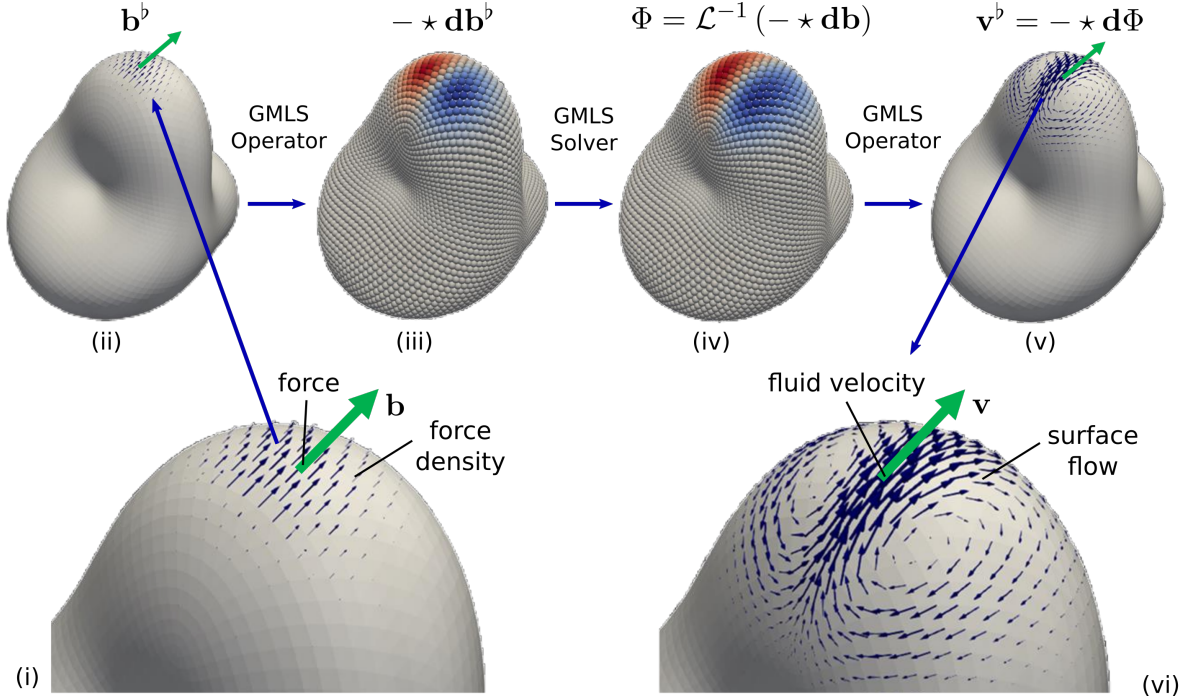 𝐛♭
− ⋆ 𝐝𝐛♭
Φ = ℒ⁻¹ (− ⋆ 𝐝𝐛)
𝐯♭ = − ⋆ 𝐝Φ
GMLS
Operator
GMLS
Solver
GMLS
Operator
(ii)
(iii)
(iv)
(v)
force
𝐛
force
density
fluid velocity
𝐯
surface
flow
(i)
(vi)